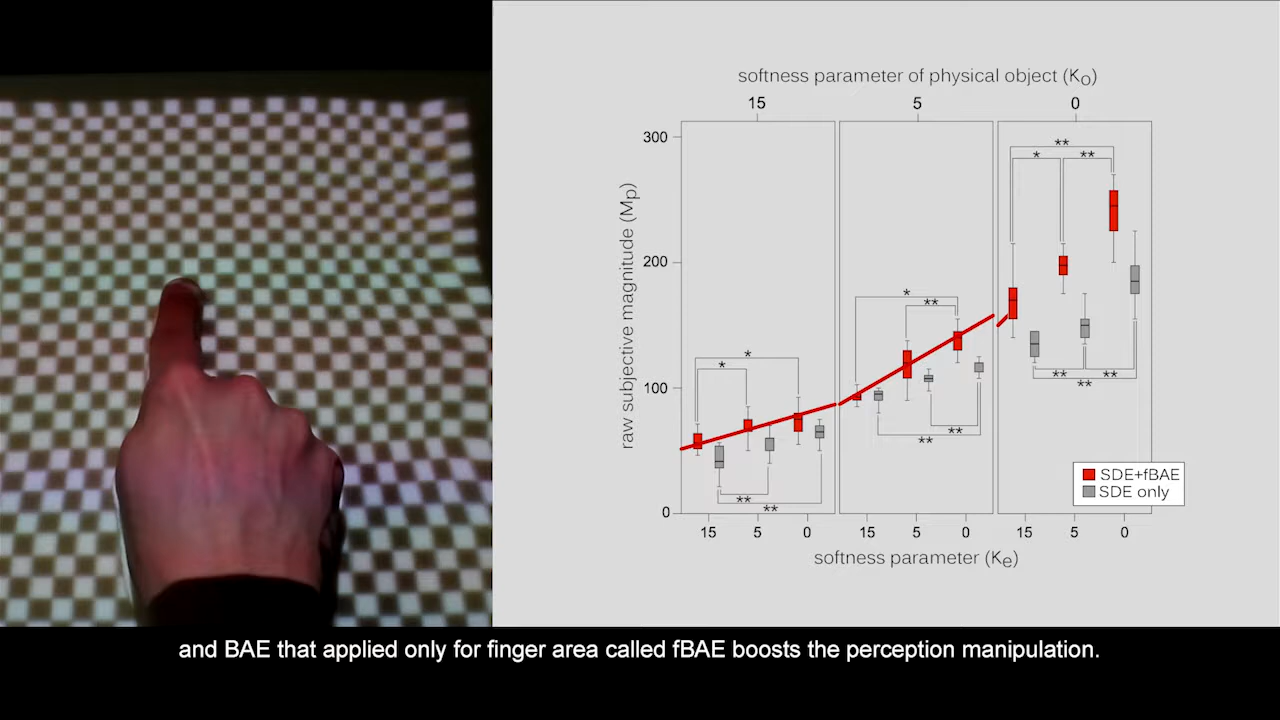 softness parameter of physical object (Ko)
15 5 0
300
200
100
0
raw subjective magnitude (Mp)
** * **
* **
* *
** ** **
** **
** **
SDE+fBAE
SDE only
15 5 0 15 5 0 15 5 0
softness parameter (Ke)
and BAE that applied only for finger area called fBAE boosts the perception manipulation.